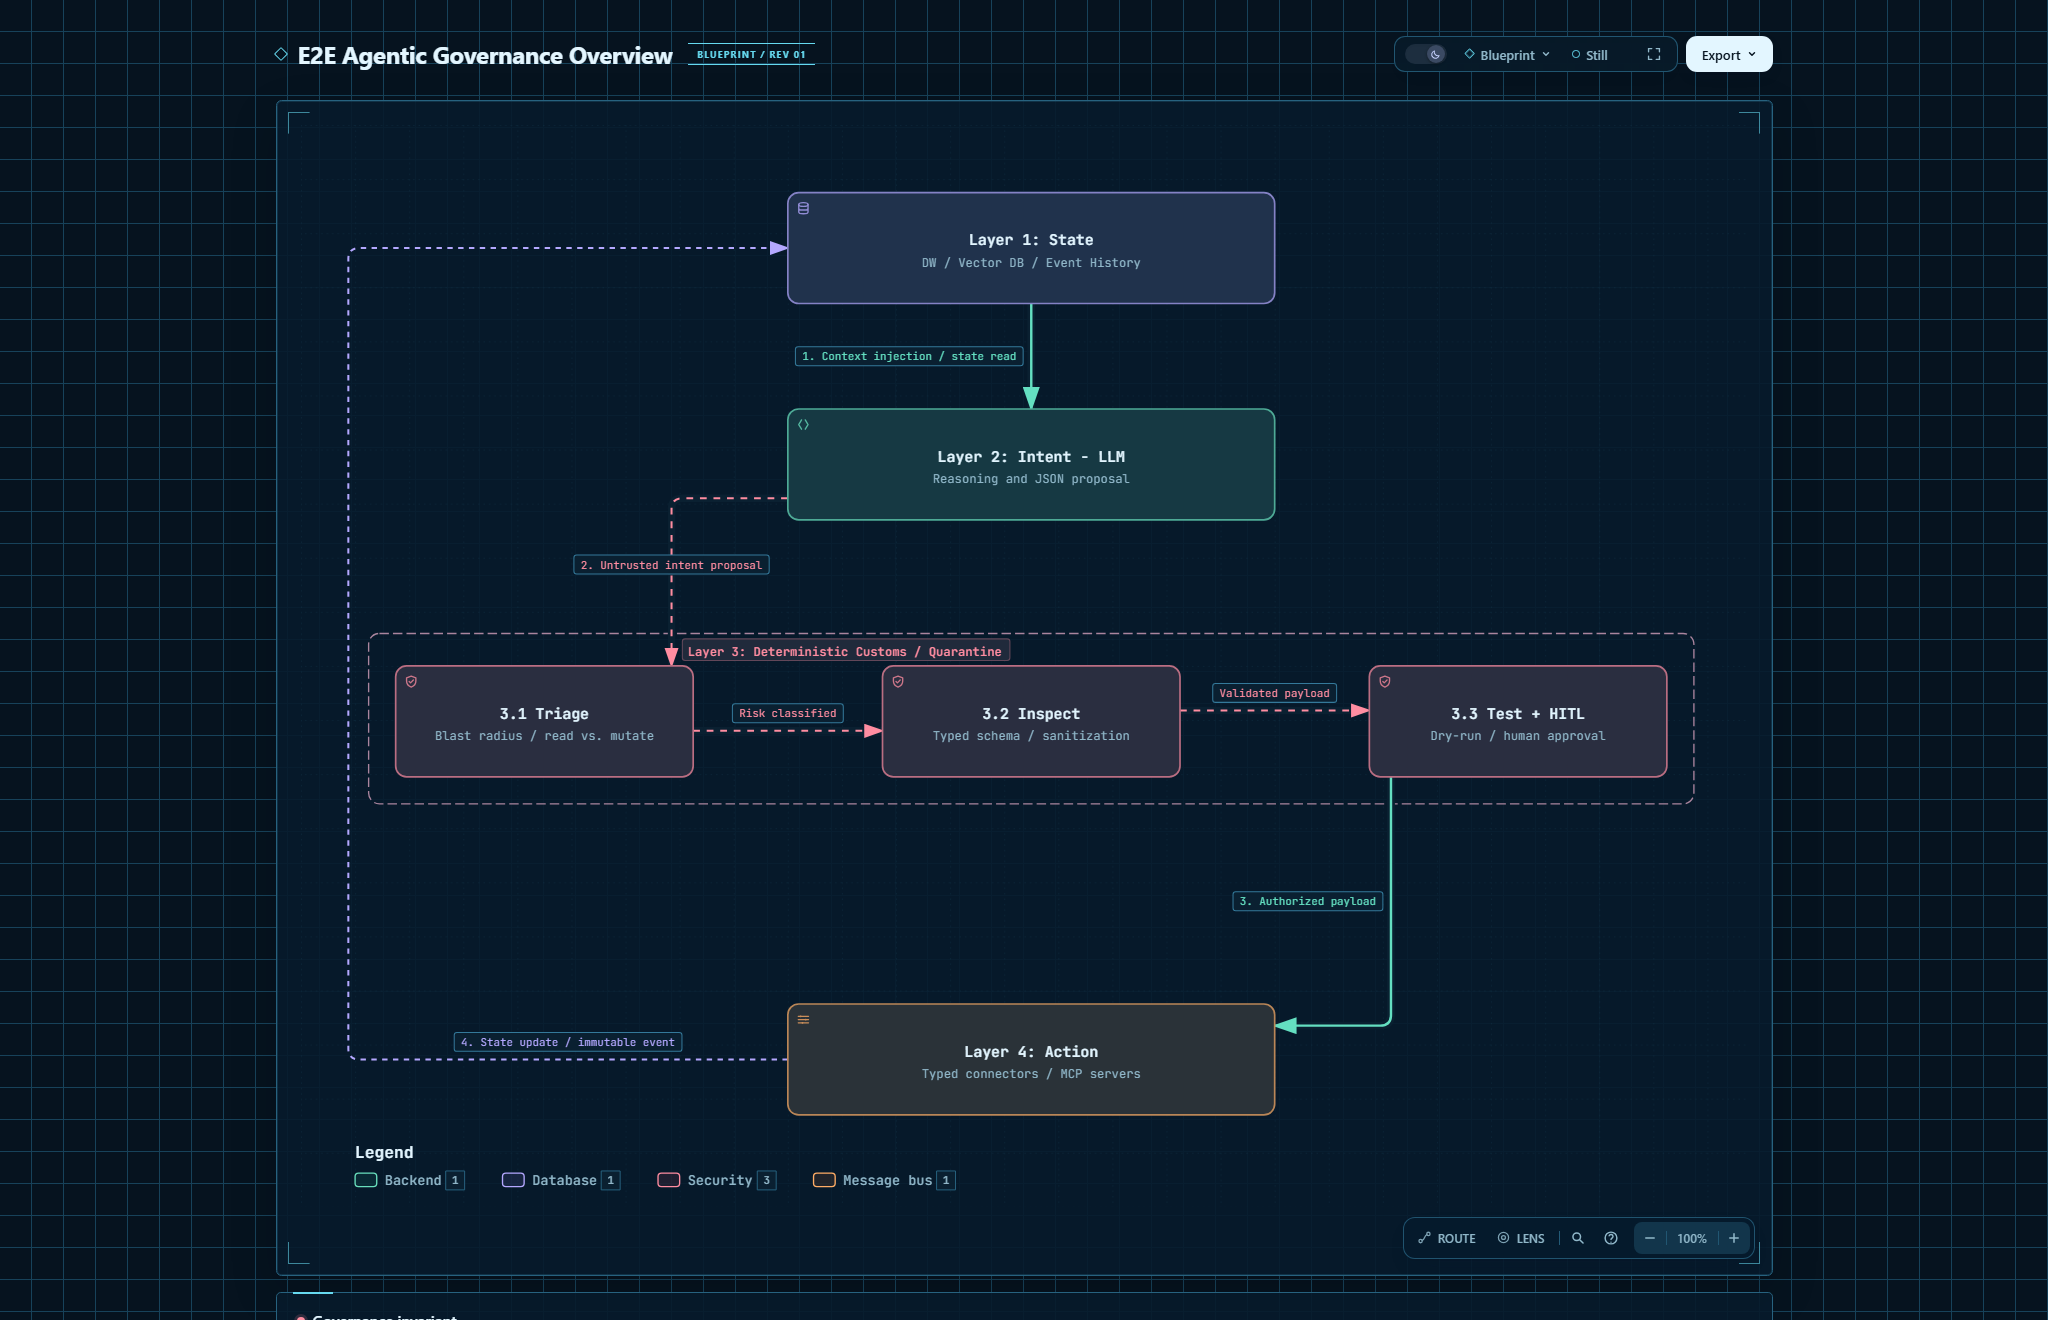 E2E Agentic Governance Overview
BLUEPRINT / REV 01
Blueprint
Still
Export
Layer 1: State
DW / Vector DB / Event History
1. Context injection / state read
Layer 2: Intent - LLM
Reasoning and JSON proposal
2. Untrusted intent proposal
Layer 3: Deterministic Customs / Quarantine
3.1 Triage
Blast radius / read vs. mutate
Risk classified
3.2 Inspect
Typed schema / sanitization
Validated payload
3.3 Test + HITL
Dry-run / human approval
3. Authorized payload
4. State update / immutable event
Layer 4: Action
Typed connectors / MCP servers
Legend
Backend 1
Database 1
Security 3
Message bus 1
ROUTE
LENS
100%
Governance invariant